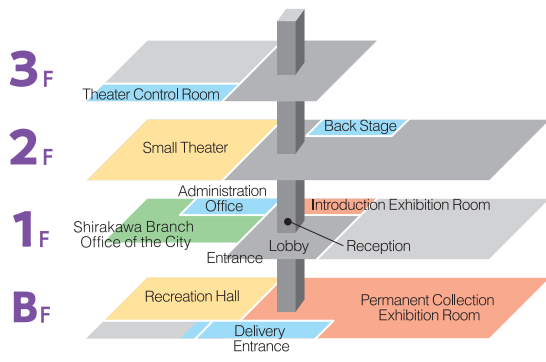 3F
Theater Control Room
2F
Back Stage
Small Theater
1F
Administration
Office
Introduction Exhibition Room
Shirakawa Branch
Office of the City
Lobby
Reception
Entrance
BF
Recreation Hall
Permanent Collection
Exhibition Room
Delivery
Entrance